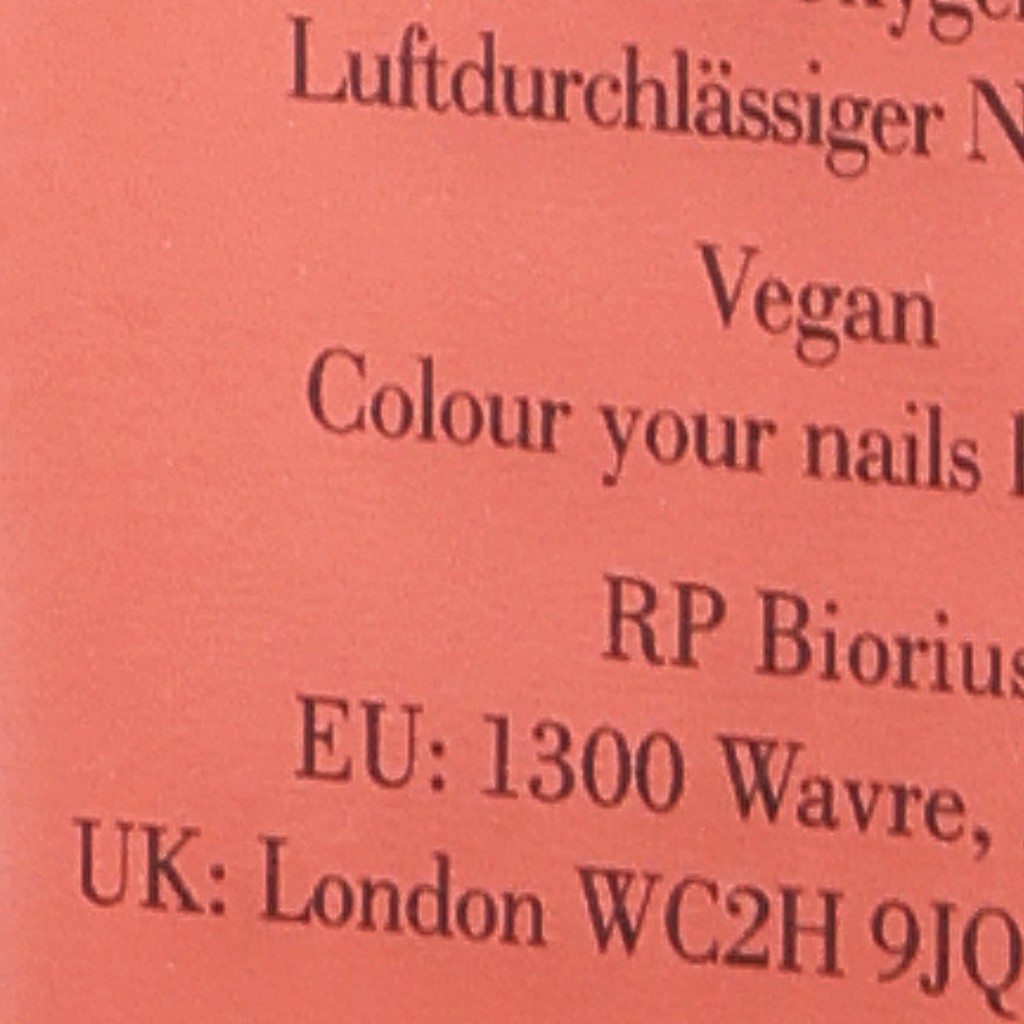 Luftdurchlässiger
Vegan
Colour your nails
RP Biorius
EU: 1300 Wavre,
UK: London WC2H 9JQ